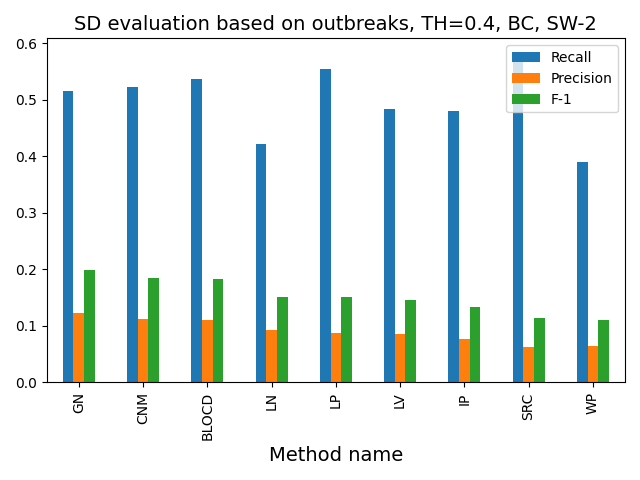 SD evaluation based on outbreaks, TH=0.4, BC, SW-2
0.6
0.5
0.4
0.3
0.2
0.1
0.0
Recall
Precision
F-1
GN
CNM
BLOCD
LN
LP
LV
IP
SRC
WP
Method name